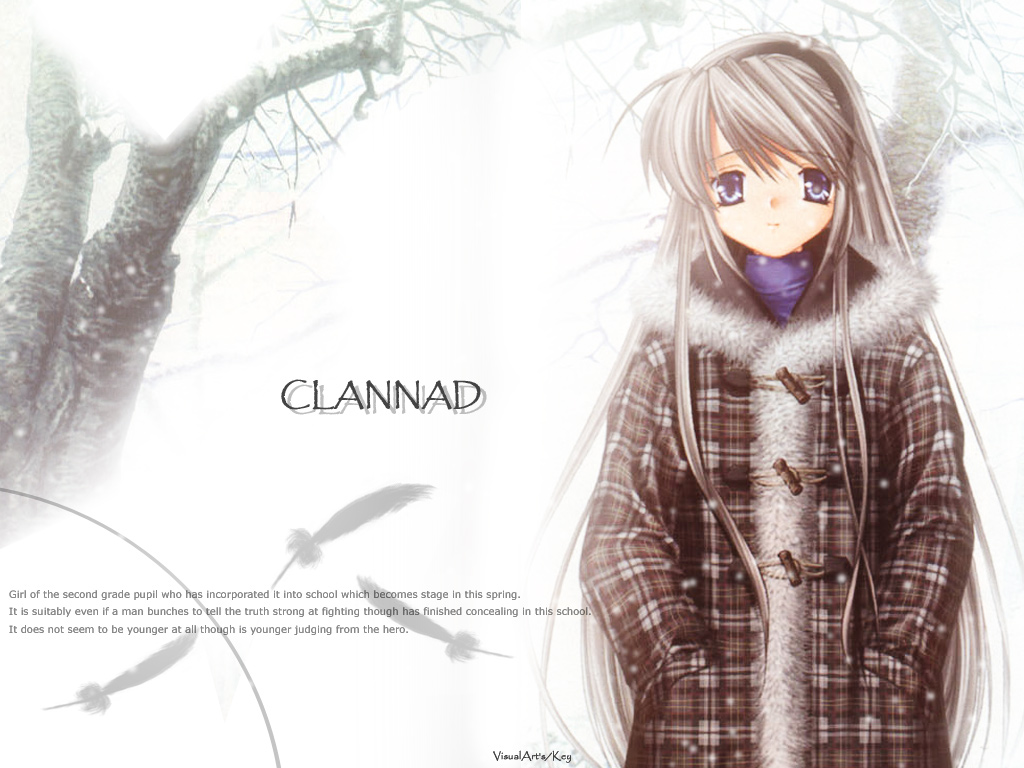 CLANNAD
Girl of the second grade pupil who has incorporated it into school which becomes stage in this spring.
It is suitably even if a man bunches to tell the truth strong at fighting though has finished concealing in this school.
It does not seem to be younger at all though is younger judging from the hero.
VisualArt's/Key